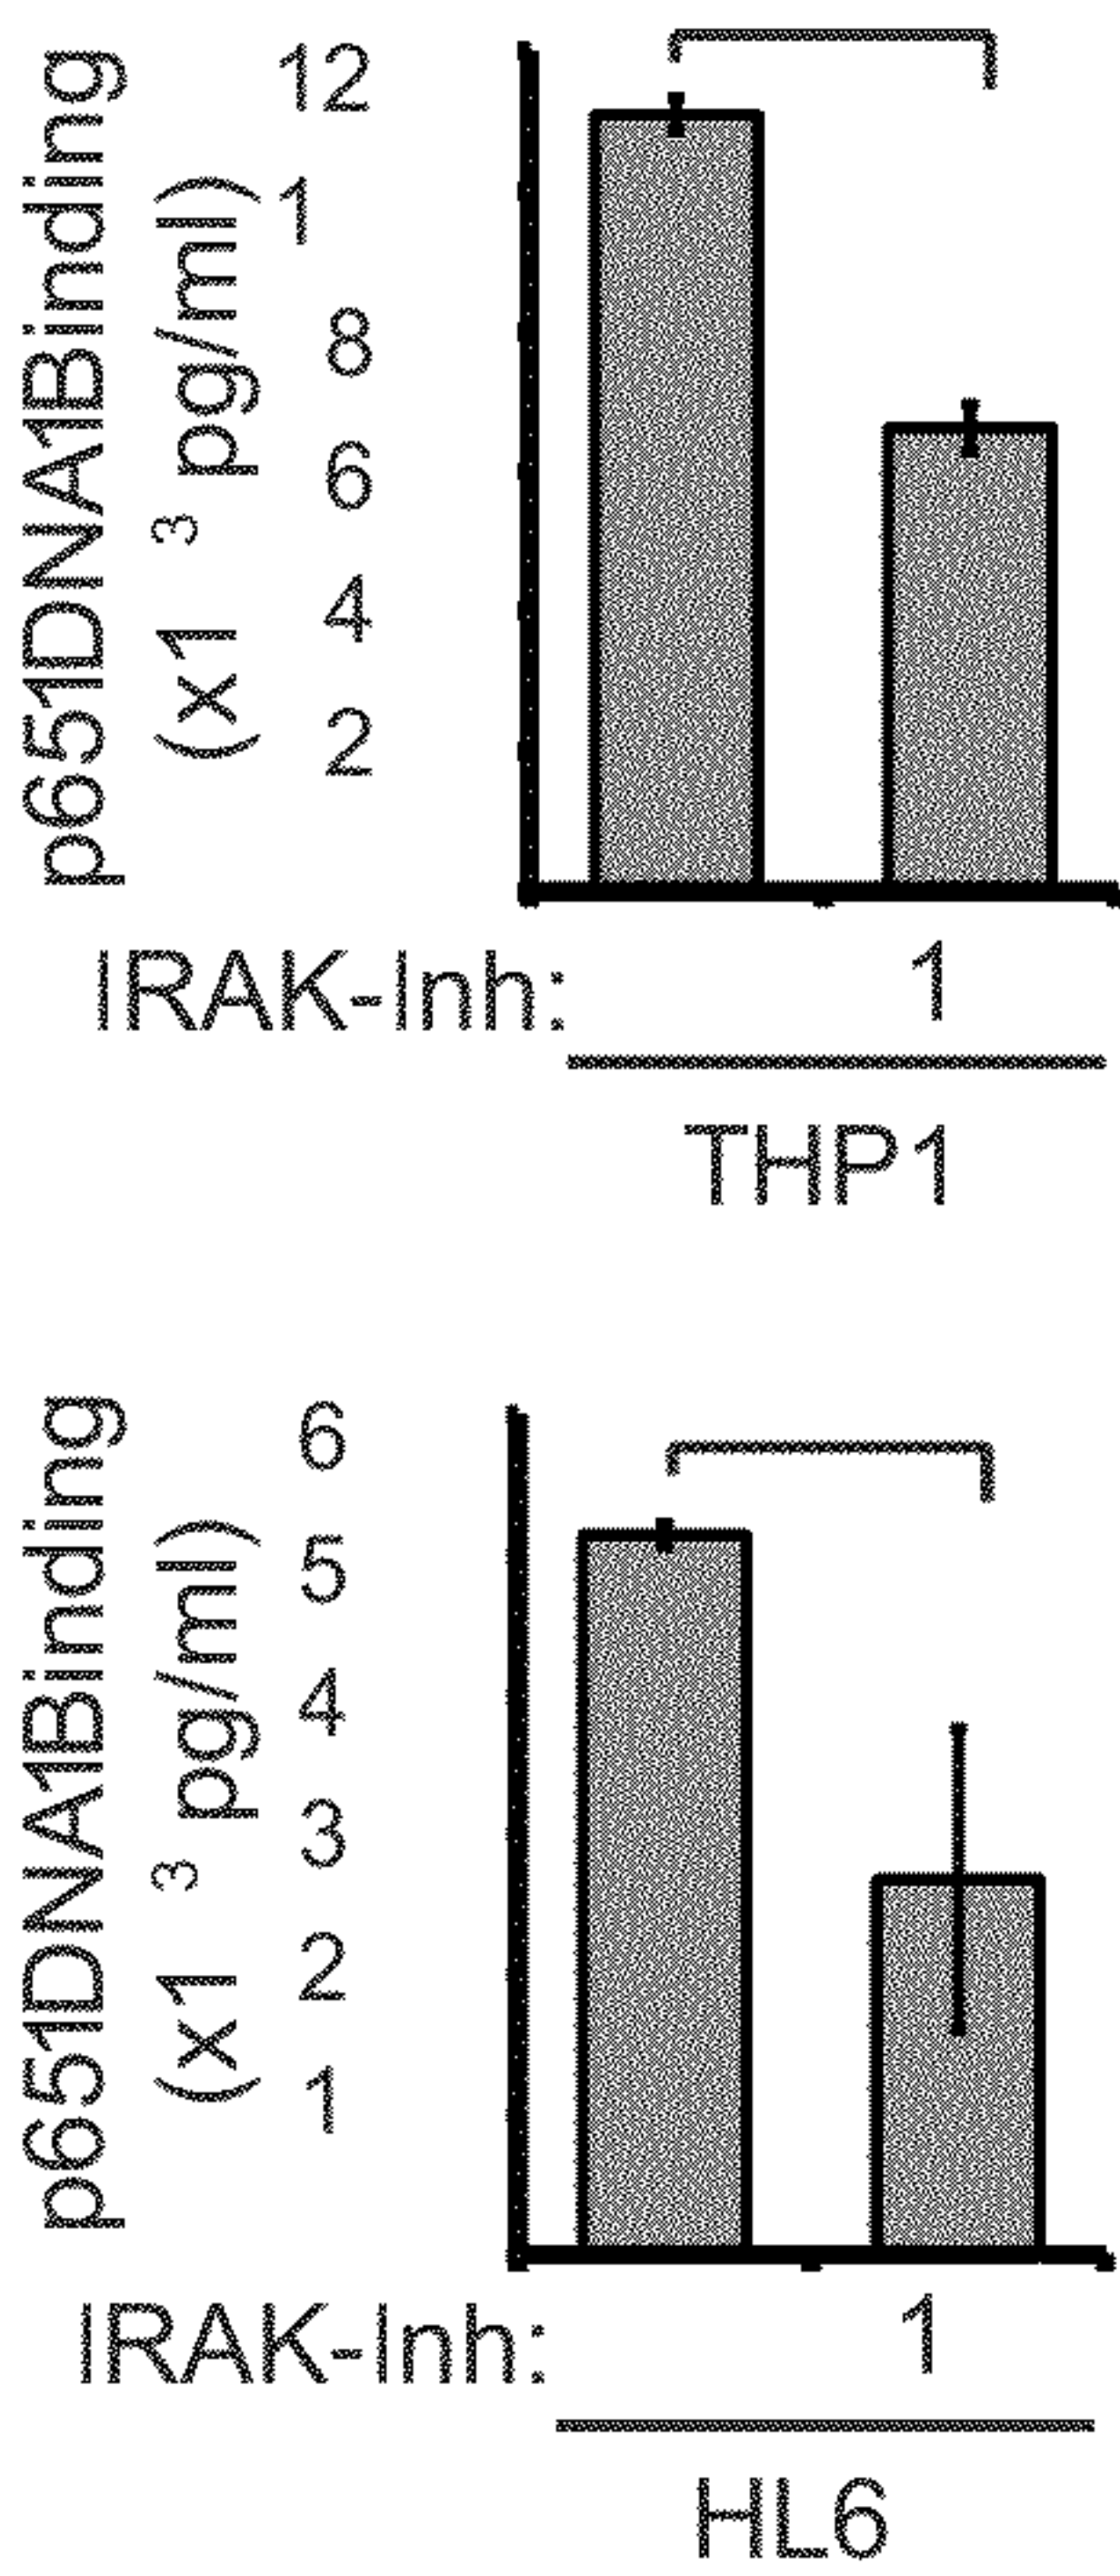 p651DNA1Binding
(x1 3 pg/ml)
12
1
8
6
4
2
IRAK-Inh: 1
THP1
p651DNA1Binding
(x1 3 pg/ml)
6
5
4
3
2
1
IRAK-Inh: 1
HL6